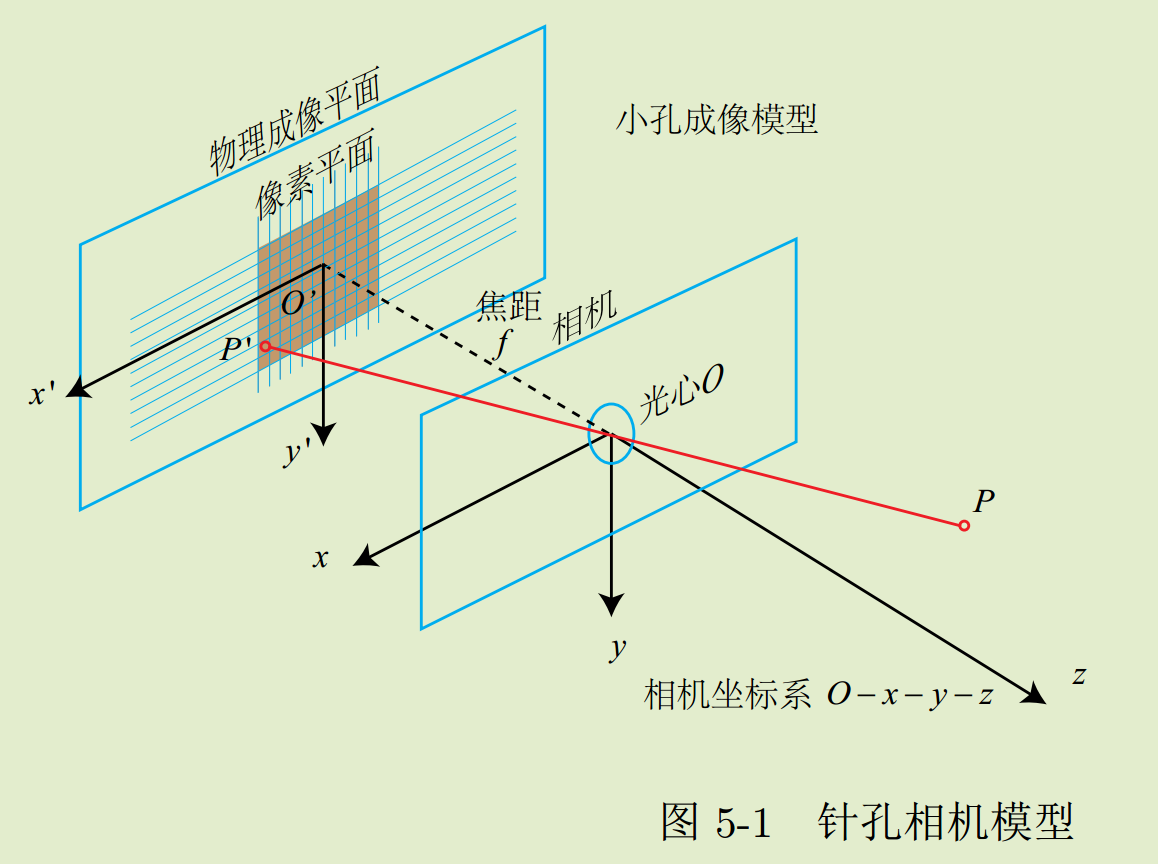 物理成像平面
小孔成像模型
像素平面
O’
焦距
f
相机
P'
光心O
x'
y'
P
x
y
z
相机坐标系 O－x－y－z
图 5-1 针孔相机模型